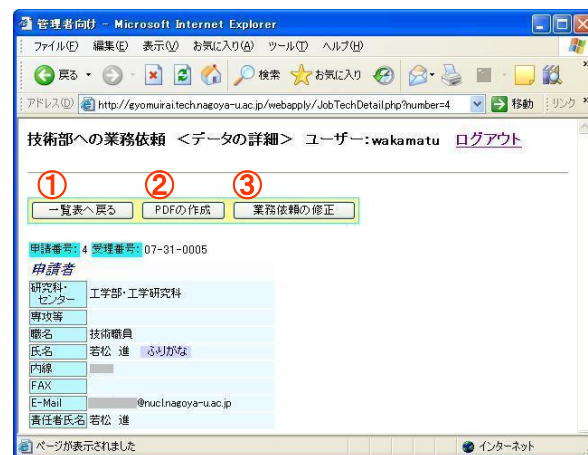 管理者向け - Microsoft Internet Explorer
ファイル(F) 編集(E) 表示(V) お気に入り(A) ツール(T) ヘルプ(H)
戻る 検索 お気に入り
アドレス(D) http://gyomuirai.tech.nagoya-u.ac.jp/webapply/JobTechDetail.php?number=4 移動 リンク
技術部への業務依頼 <データの詳細> ユーザー:wakamatu ログアウト
① ② ③
一覧表へ戻る PDFの作成 業務依頼の修正
申請番号: 4 受理番号: 07-31-0005
申請者
研究科・センター 工学部・工学研究科
専攻等
職名 技術職員
氏名 若松 進 ふりがな
内線
FAX
E-Mail @nucl.nagoya-u.ac.jp
責任者氏名 若松 進
ページが表示されました インターネット